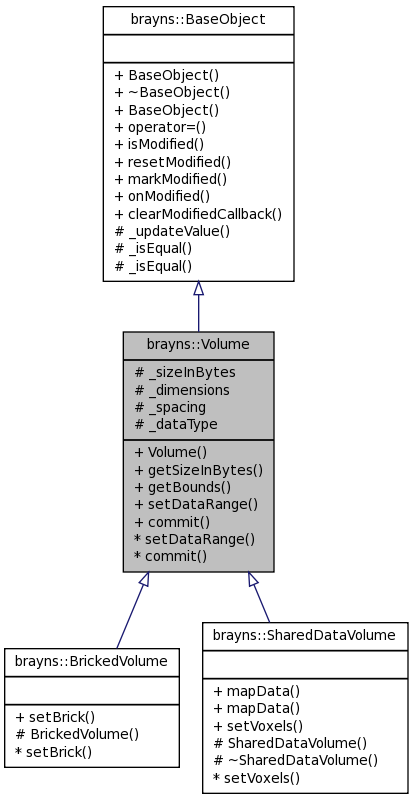 brayns::BaseObject
+ BaseObject()
+ ~BaseObject()
+ BaseObject()
+ operator=()
+ isModified()
+ resetModified()
+ markModified()
+ onModified()
+ clearModifiedCallback()
# _updateValue()
# _isEqual()
# _isEqual()
brayns::Volume
# _sizeInBytes
# _dimensions
# _spacing
# _dataType
+ Volume()
+ getSizeInBytes()
+ getBounds()
+ setDataRange()
+ commit()
* setDataRange()
* commit()
brayns::BrickedVolume
+ setBrick()
# BrickedVolume()
* setBrick()
brayns::SharedDataVolume
+ mapData()
+ mapData()
+ setVoxels()
# SharedDataVolume()
# ~SharedDataVolume()
* setVoxels()